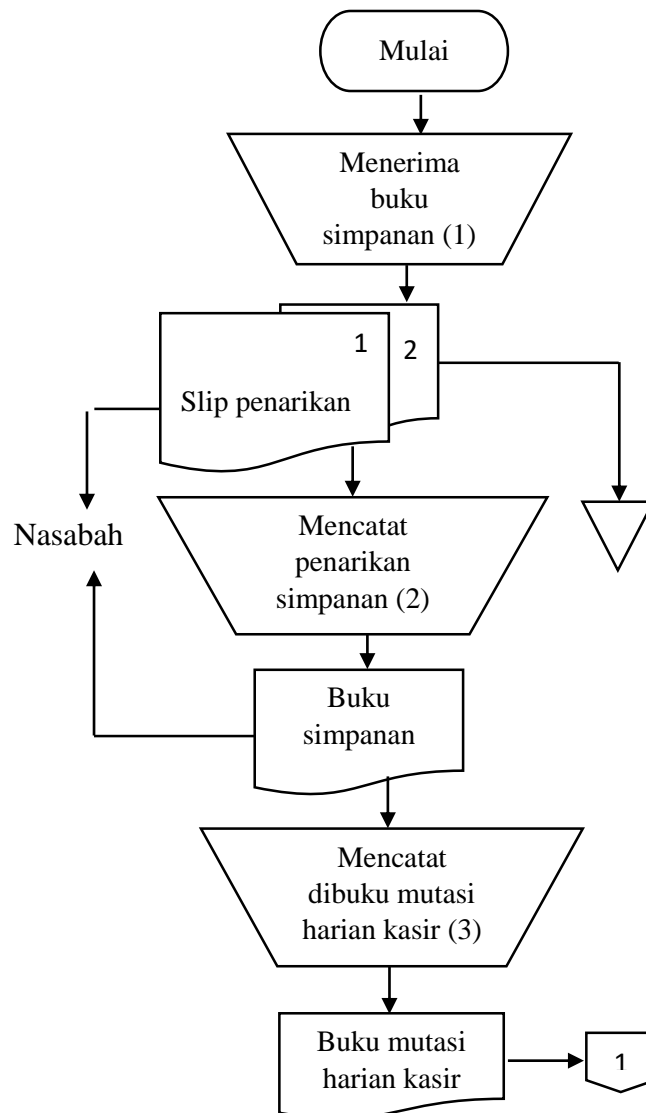 Mulai
Menerima
buku
simpanan (1)
1
2
Slip penarikan
Nasabah
Mencatat
penarikan
simpanan (2)
Buku
simpanan
Mencatat
dibuku mutasi
harian kasir (3)
Buku mutasi
harian kasir
1